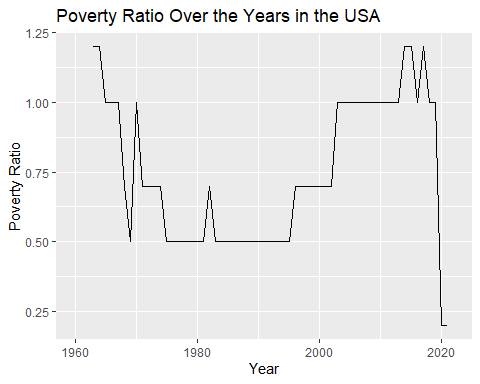 Poverty Ratio Over the Years in the USA
1.25
1.00
0.75
0.50
0.25
Poverty Ratio
1960 1980 2000 2020
Year